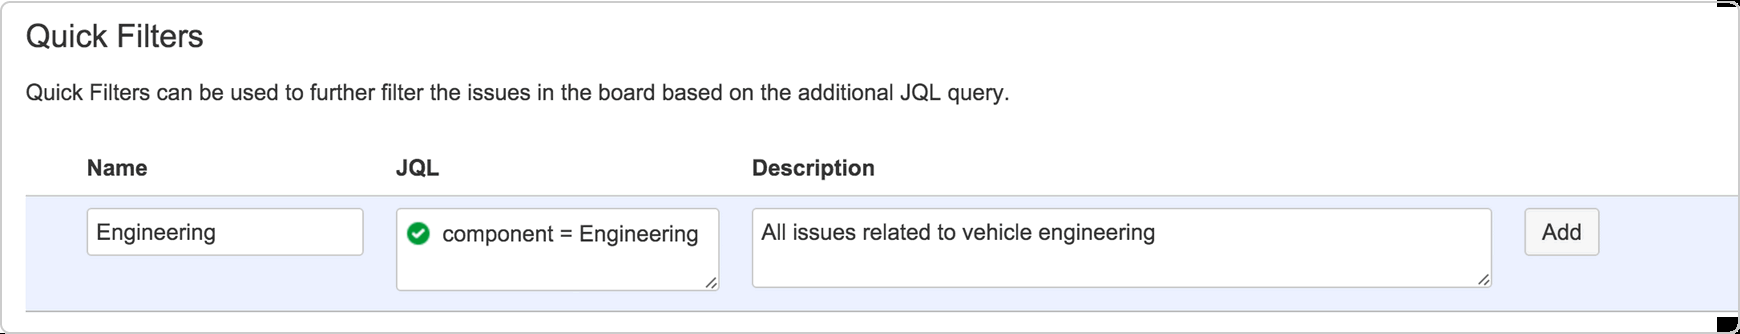 Quick Filters
Quick Filters can be used to further filter the issues in the board based on the additional JQL query.
Name JQL Description
Engineering component = Engineering All issues related to vehicle engineering Add